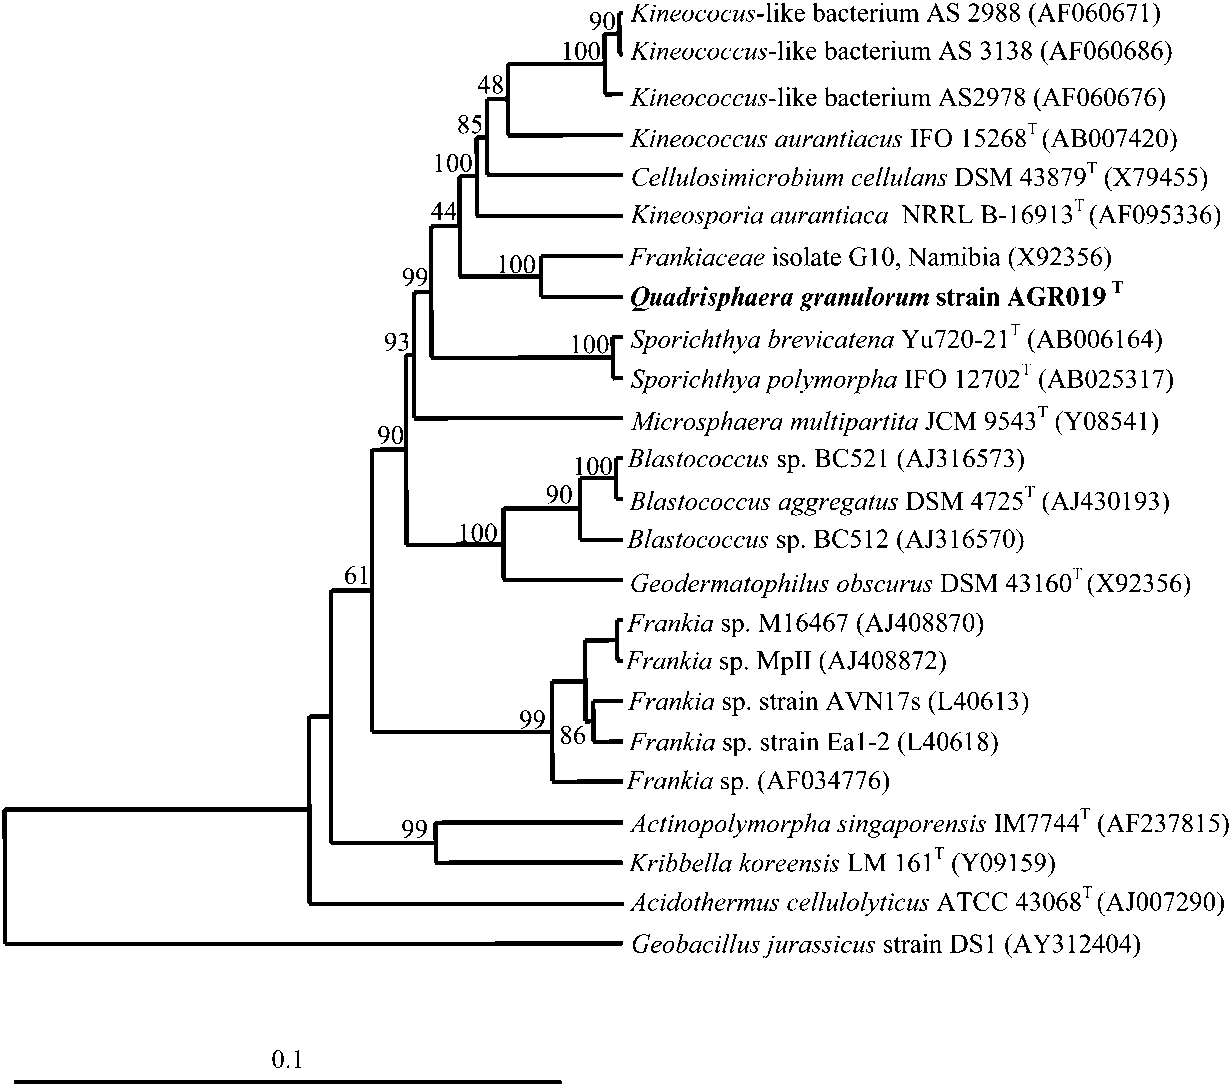 90
Kineococus-like bacterium AS 2988 (AF060671)
100
Kineococcus-like bacterium AS 3138 (AF060686)
Kineococcus-like bacterium AS2978 (AF060676)
48
Kineococcus aurantiacus IFO 15268T (AB007420)
85
Cellulosimicrobium cellulans DSM 43879T (X79455)
100
Kineosporia aurantiaca NRRL B-16913T (AF095336)
44
Frankiaceae isolate G10, Namibia (X92356)
100
Quadrisphaera granulorum strain AGR019 T
99
Sporichthya brevicatena Yu720-21T (AB006164)
100
Sporichthya polymorpha IFO 12702T (AB025317)
93
Microsphaera multipartita JCM 9543T (Y08541)
90
Blastococcus sp. BC521 (AJ316573)
100
Blastococcus aggregatus DSM 4725T (AJ430193)
90
Blastococcus sp. BC512 (AJ316570)
100
Geodermatophilus obscurus DSM 43160T (X92356)
61
Frankia sp. M16467 (AJ408870)
Frankia sp. MpII (AJ408872)
Frankia sp. strain AVN17s (L40613)
99
86
Frankia sp. strain Ea1-2 (L40618)
Frankia sp. (AF034776)
Actinopolymorpha singaporensis IM7744T (AF237815)
99
Kribbella koreensis LM 161T (Y09159)
Acidothermus cellulolyticus ATCC 43068T (AJ007290)
Geobacillus jurassicus strain DS1 (AY312404)
0.1